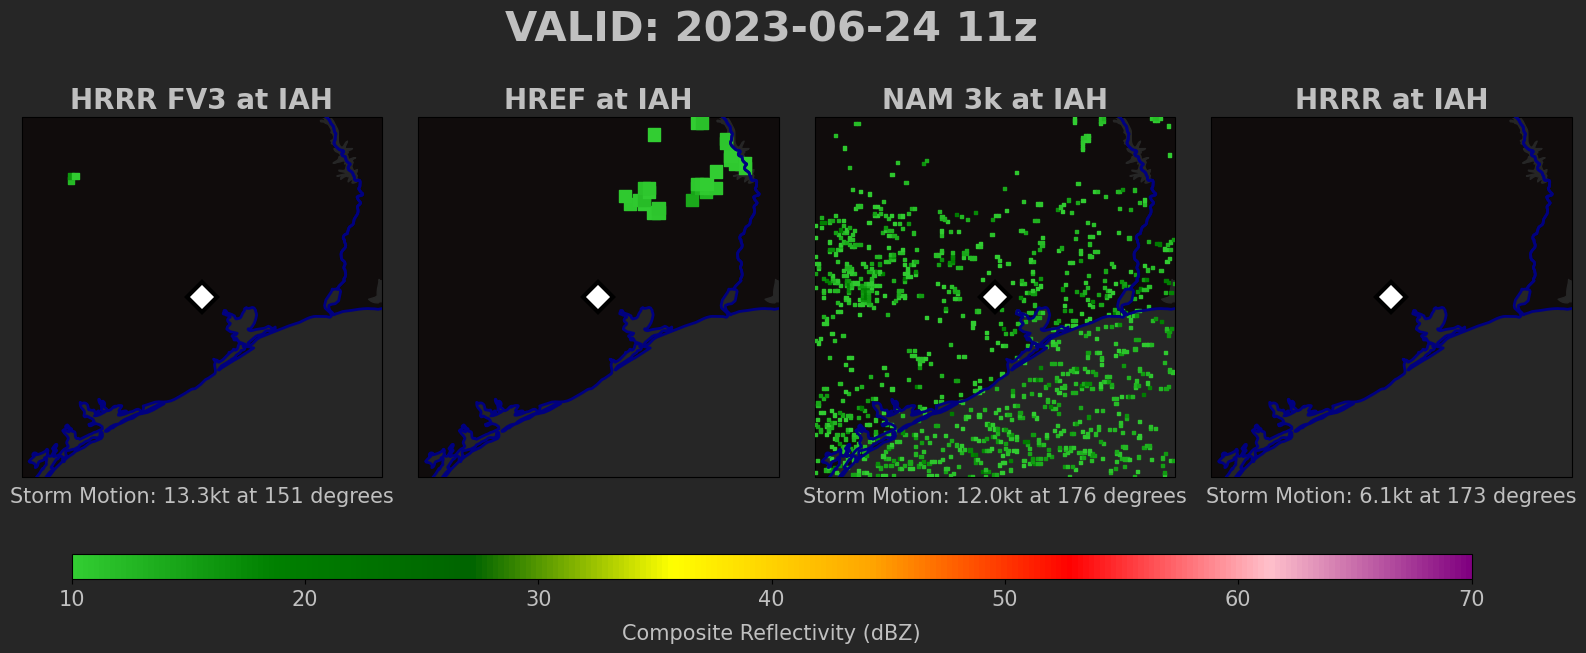 VALID: 2023-06-24 11z
HRRR FV3 at IAH
HREF at IAH
NAM 3k at IAH
HRRR at IAH
Storm Motion: 13.3kt at 151 degrees
Storm Motion: 12.0kt at 176 degrees
Storm Motion: 6.1kt at 173 degrees
10 20 30 40 50 60 70
Composite Reflectivity (dBZ)